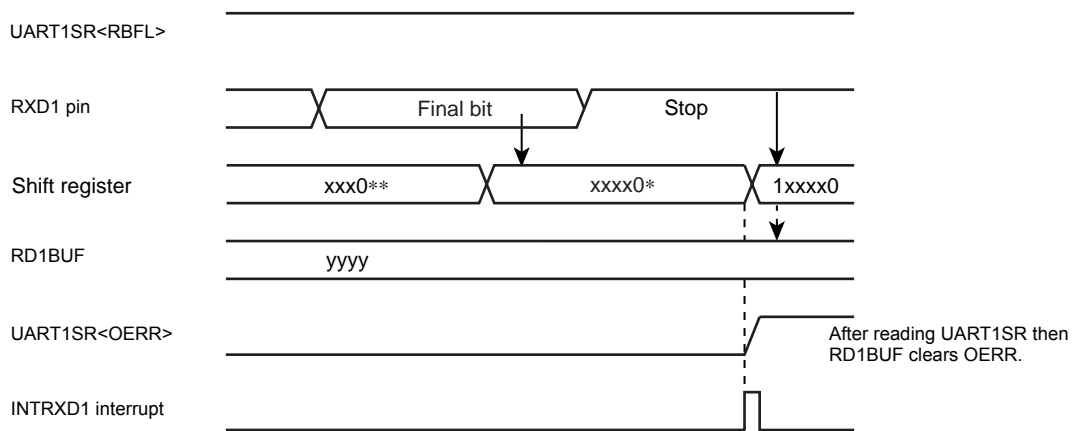 UART1SR<RBFL>
RXD1 pin
Final bit
Stop
Shift register
xxx0**
xxxx0*
1xxxx0
RD1BUF
yyyy
UART1SR<OERR>
After reading UART1SR then
RD1BUF clears OERR.
INTRXD1 interrupt